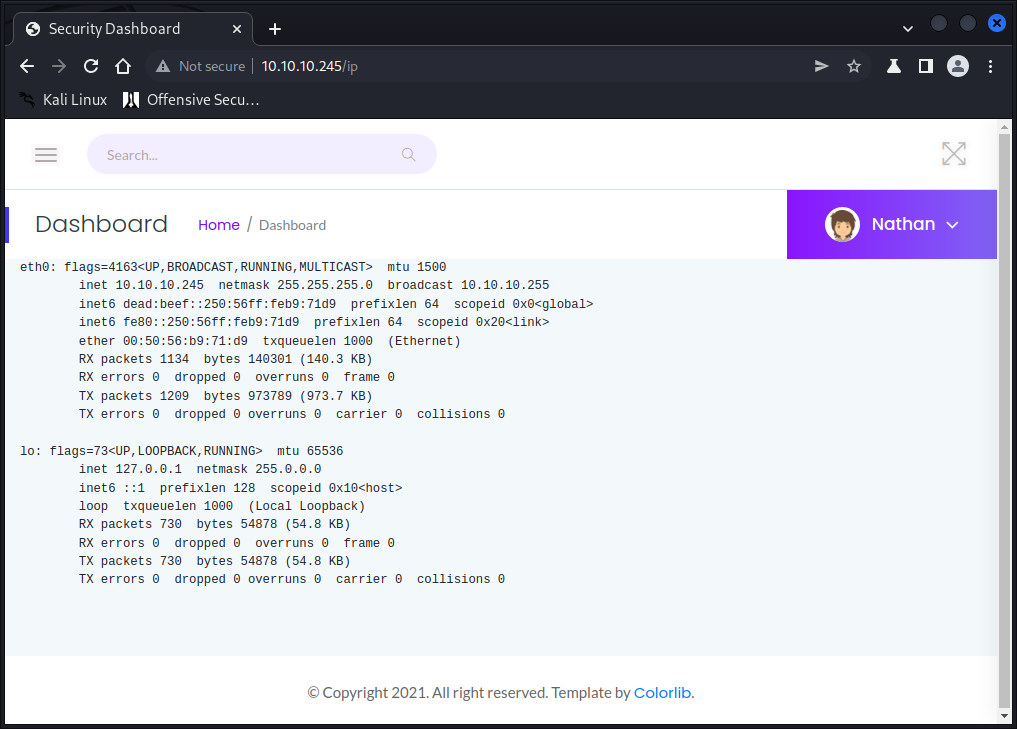 Security Dashboard
Not secure 10.10.10.245/ip
Kali Linux Offensive Secu…
Search...
Dashboard Home / Dashboard Nathan
eth0: flags=4163<UP,BROADCAST,RUNNING,MULTICAST>  mtu 1500
        inet 10.10.10.245  netmask 255.255.255.0  broadcast 10.10.10.255
        inet6 dead:beef::250:56ff:feb9:71d9  prefixlen 64  scopeid 0x0<global>
        inet6 fe80::250:56ff:feb9:71d9  prefixlen 64  scopeid 0x20<link>
        ether 00:50:56:b9:71:d9  txqueuelen 1000  (Ethernet)
        RX packets 1134  bytes 140301 (140.3 KB)
        RX errors 0  dropped 0  overruns 0  frame 0
        TX packets 1209  bytes 973789 (973.7 KB)
        TX errors 0  dropped 0 overruns 0  carrier 0  collisions 0
lo: flags=73<UP,LOOPBACK,RUNNING>  mtu 65536
        inet 127.0.0.1  netmask 255.0.0.0
        inet6 ::1  prefixlen 128  scopeid 0x10<host>
        loop  txqueuelen 1000  (Local Loopback)
        RX packets 730  bytes 54878 (54.8 KB)
        RX errors 0  dropped 0  overruns 0  frame 0
        TX packets 730  bytes 54878 (54.8 KB)
        TX errors 0  dropped 0 overruns 0  carrier 0  collisions 0
© Copyright 2021. All right reserved. Template by Colorlib.